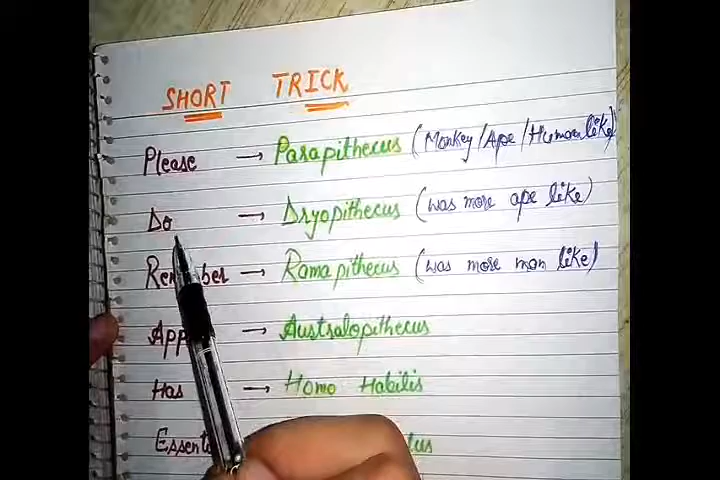 SHORT TRICK
Please → Parapithecus (Monkey/Ape/Human like)
Do → Dryopithecus (was more ape like)
→ Ramapithecus (was more man like)
→ Australopithecus
Has → Homo Habilis